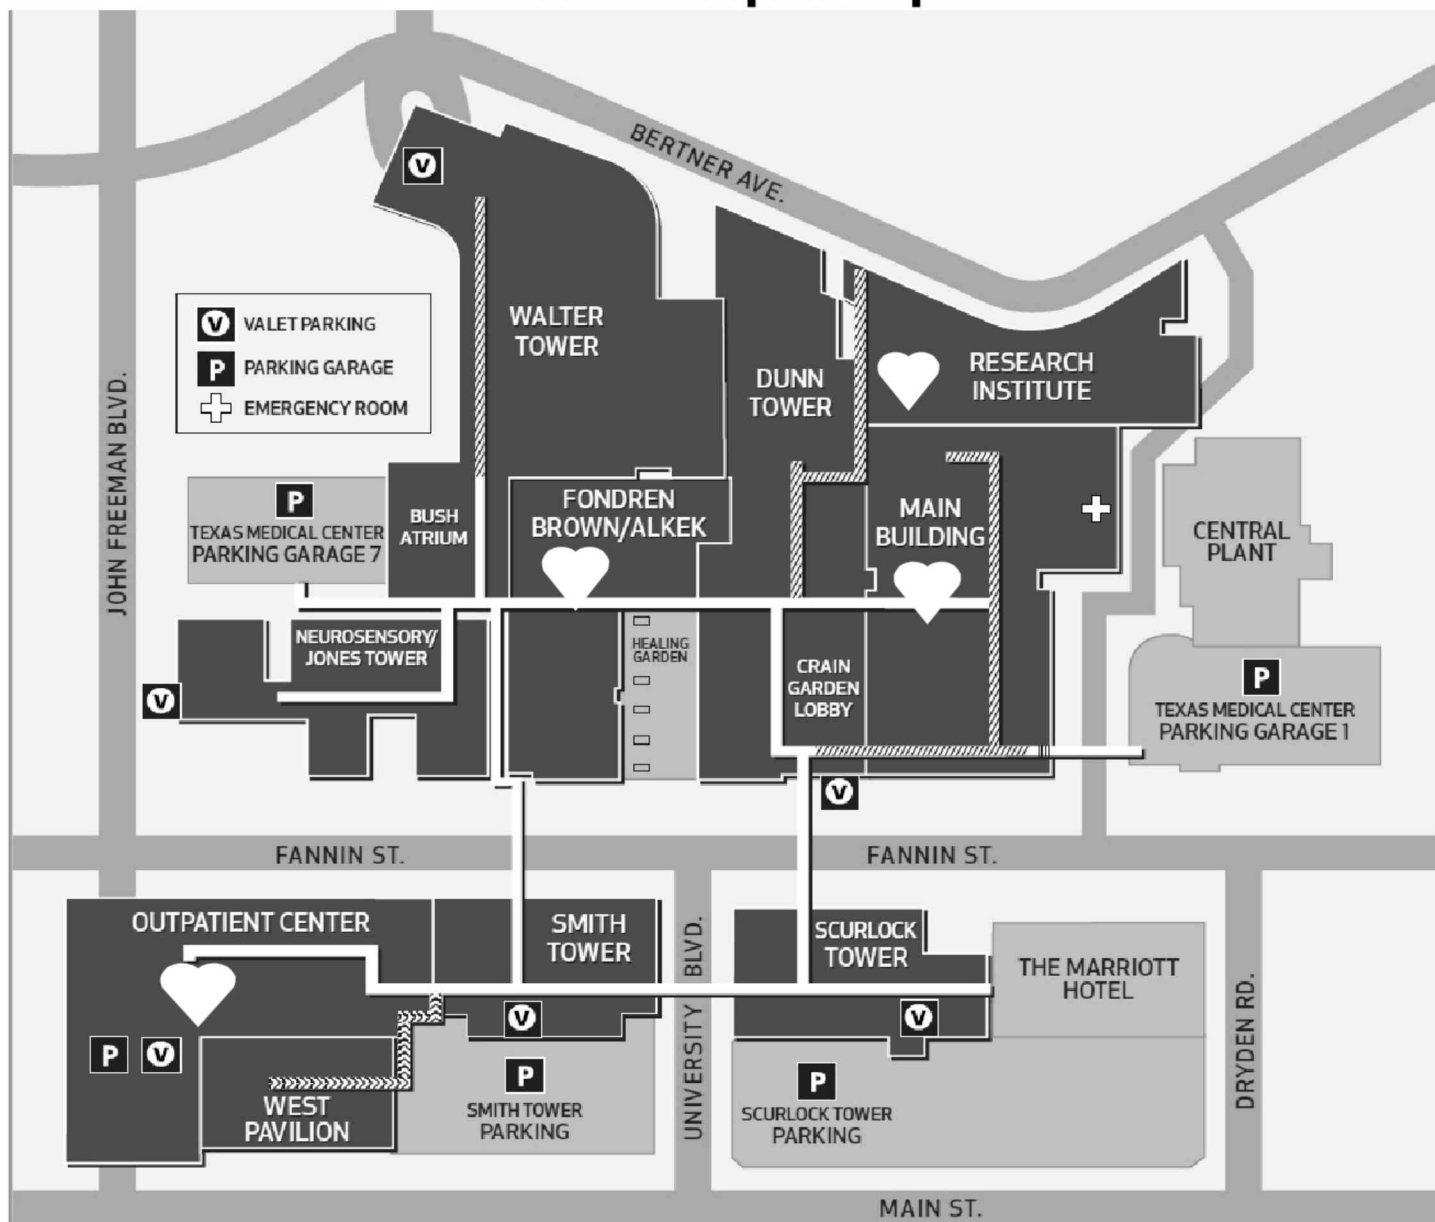 BERTNER AVE.
V
WALTER
TOWER
V VALET PARKING
P PARKING GARAGE
EMERGENCY ROOM
JOHN FREEMAN BLVD.
DUNN
TOWER
RESEARCH
INSTITUTE
P
TEXAS MEDICAL CENTER
PARKING GARAGE 7
BUSH
ATRIUM
FONDREN
BROWN/ALKEK
MAIN
BUILDING
CENTRAL
PLANT
NEUROSENSORY/
JONES TOWER
HEALING
GARDEN
CRAIN
GARDEN
LOBBY
V
P
TEXAS MEDICAL CENTER
PARKING GARAGE 1
V
FANNIN ST.
FANNIN ST.
OUTPATIENT CENTER
SMITH
TOWER
UNIVERSITY BLVD.
SCURLOCK
TOWER
THE MARRIOTT
HOTEL
DRYDEN RD.
V
V
P
V
P
SMITH TOWER
PARKING
P
SCURLOCK TOWER
PARKING
WEST
PAVILION
MAIN ST.